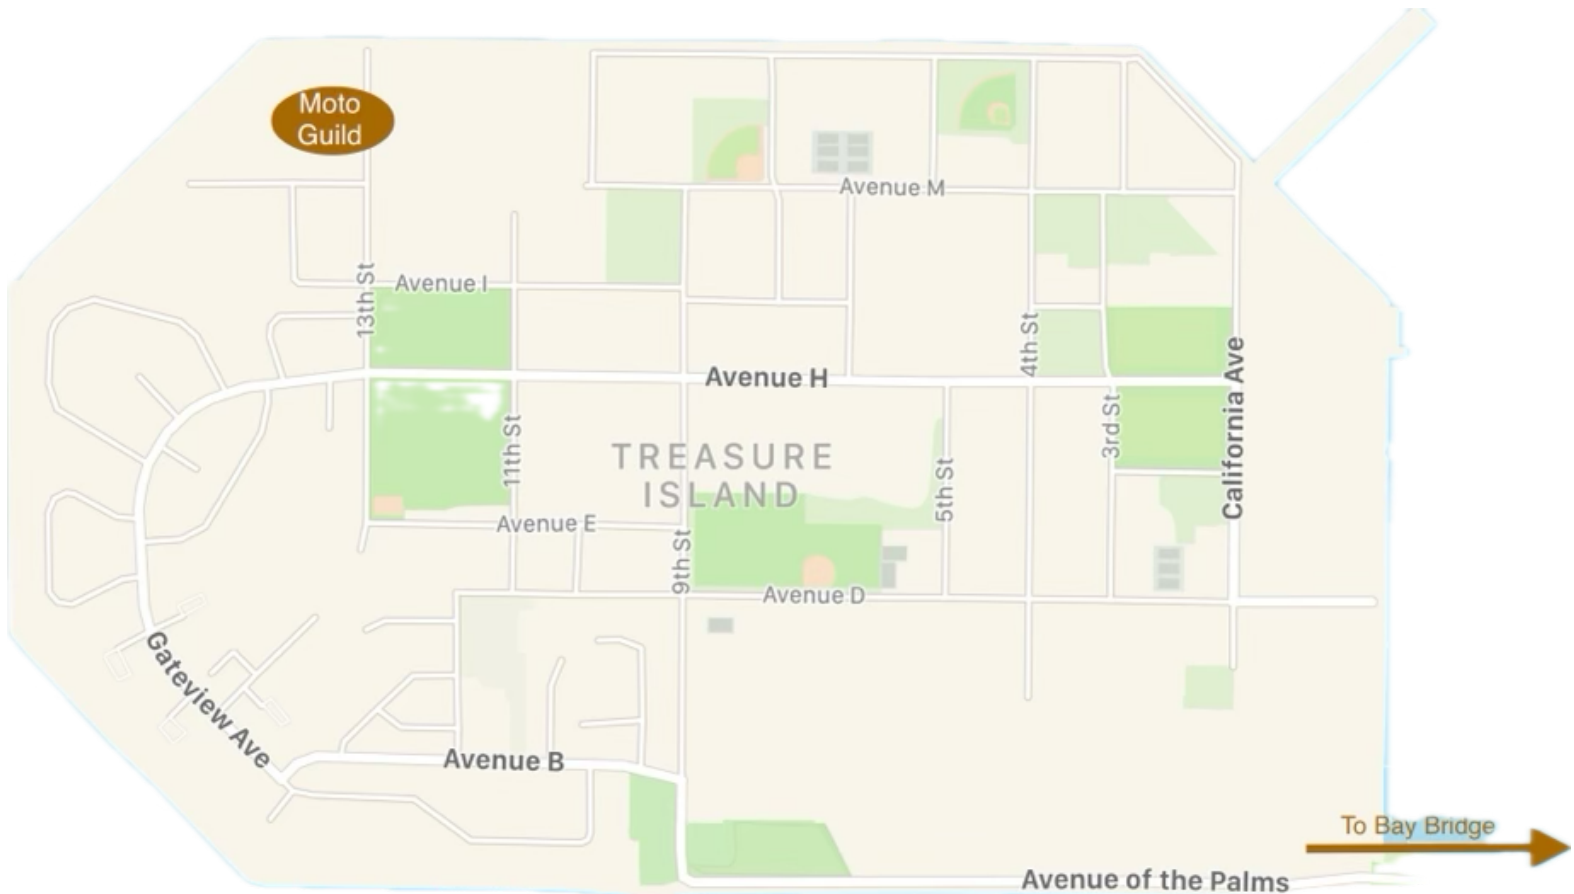 Moto
Guild
Avenue M
13th St
Avenue I
4th St
Avenue H
California Ave
3rd St
11th St
TREASURE
ISLAND
5th St
Avenue E
9th St
Avenue D
Gateview Ave
Avenue B
To Bay Bridge
Avenue of the Palms